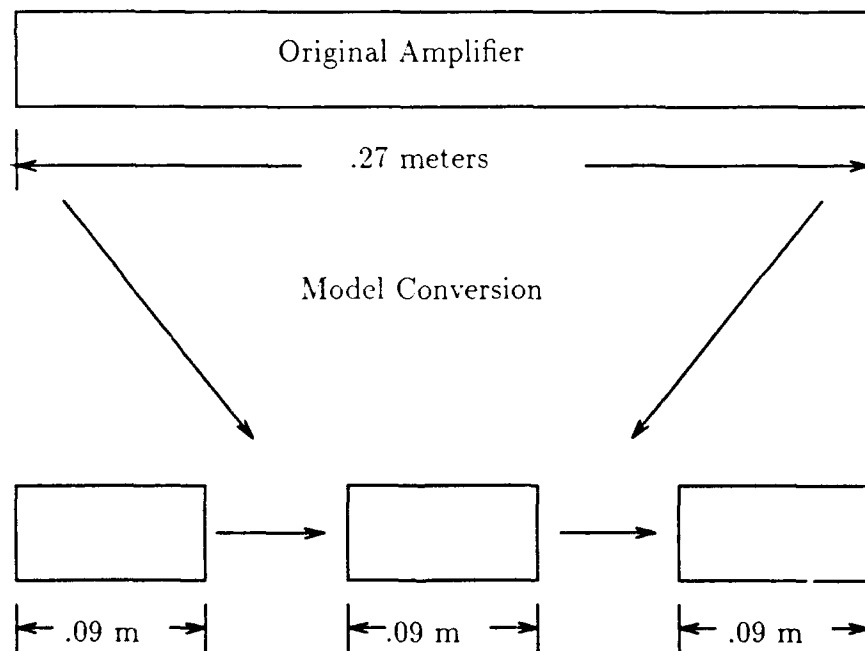 Original Amplifier
.27 meters
Model Conversion
.09 m .09 m .09 m